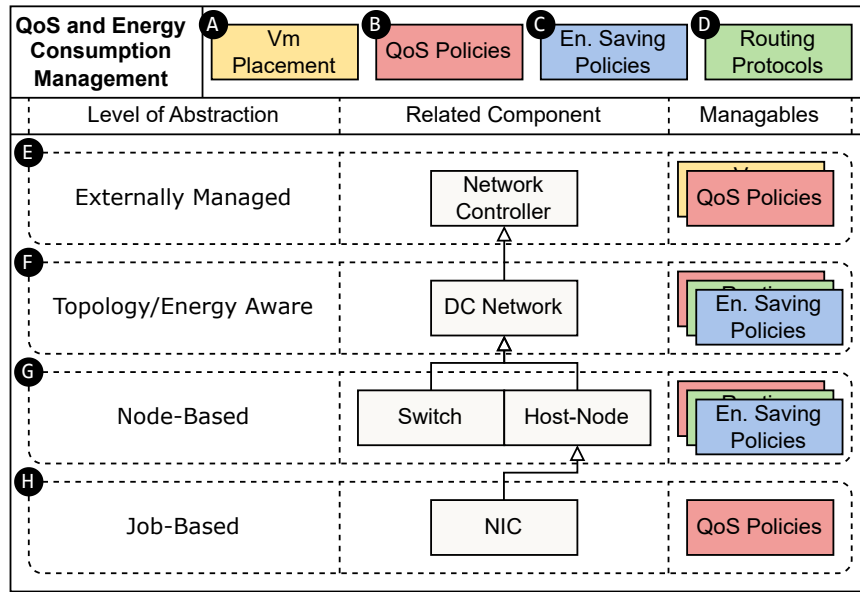 QoS and Energy
Consumption
Management
A
Vm
Placement
B
QoS Policies
C
En. Saving
Policies
D
Routing
Protocols
Level of Abstraction
Related Component
Managables
E
Externally Managed
Network
Controller
QoS Policies
F
Topology/Energy Aware
DC Network
En. Saving
Policies
G
Node-Based
Switch
Host-Node
En. Saving
Policies
H
Job-Based
NIC
QoS Policies